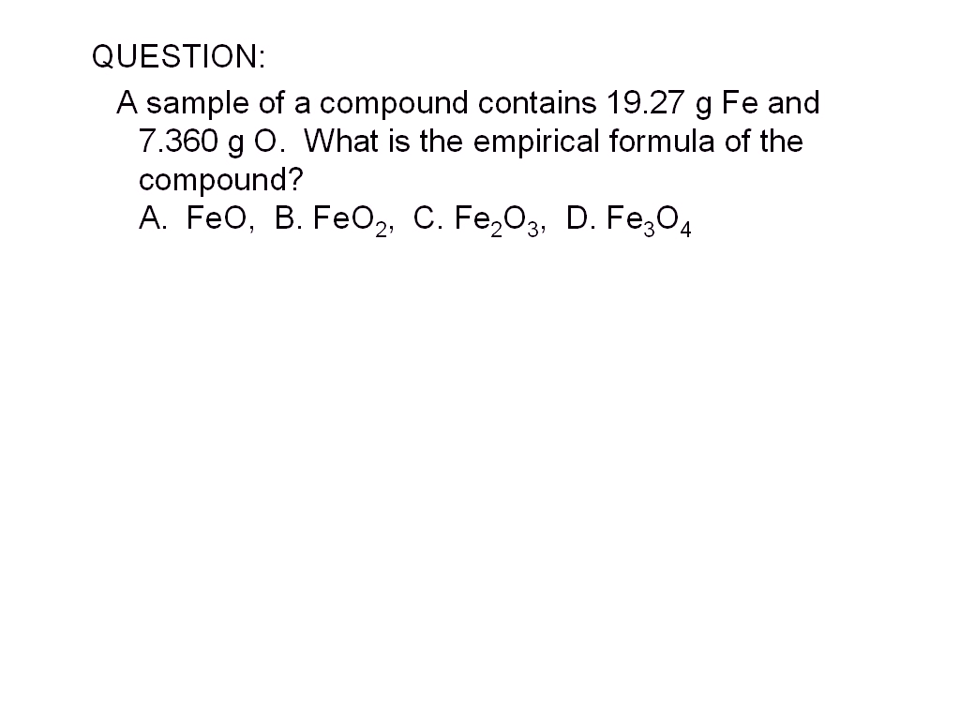 QUESTION:
A sample of a compound contains 19.27 g Fe and
7.360 g O.  What is the empirical formula of the
compound?
A.  FeO,  B. FeO₂,  C. Fe₂O₃,  D. Fe₃O₄